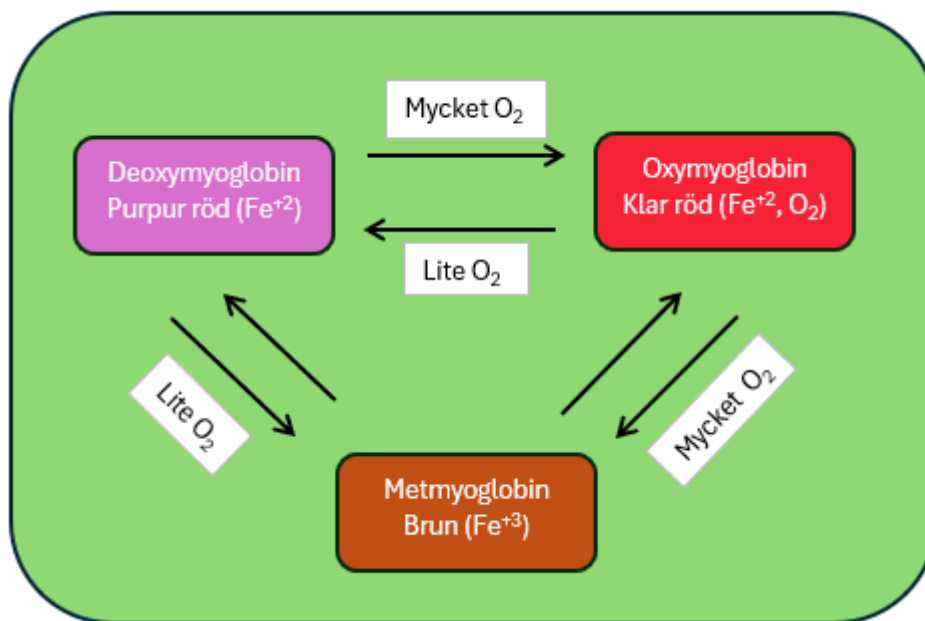 Mycket O₂
Deoxymyoglobin
Purpur röd (Fe⁺²)
Oxymyoglobin
Klar röd (Fe⁺², O₂)
Lite O₂
Lite O₂
Mycket O₂
Metmyoglobin
Brun (Fe⁺³)